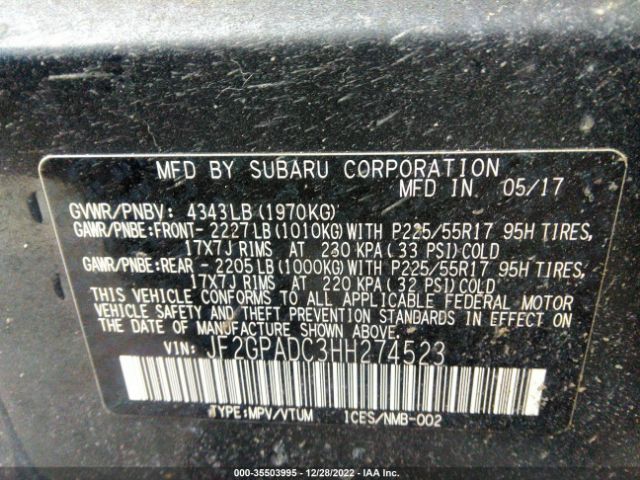 MFD BY SUBARU CORPORATION
MFD IN. 05/17
GVWR/PNBV: 4343LB(1970KG)
GAWR/PNBE:FRONT- 2227LB(1010KG)WITH P225/55R17 95H TIRES,
17X7J RIMS AT 230 KPA(33 PSI)COLD
GAWR/PNBE:REAR - 2205LB(1000KG)WITH P225/55R17 95H TIRES,
17X7J RIMS AT 220 KPA(32 PSI)COLD
THIS VEHICLE CONFORMS TO ALL APPLICABLE FEDERAL MOTOR
VEHICLE SAFETY AND THEFT PREVENTION STANDARDS IN EFFECT ON
THE DATE OF MANUFACTURE SHOWN ABOVE.
VIN: JF2GPADC3HH274523
TYPE:MPV/VTUM 1CES/NMB-002
000-35503995 - 12/28/2022 - IAA Inc.